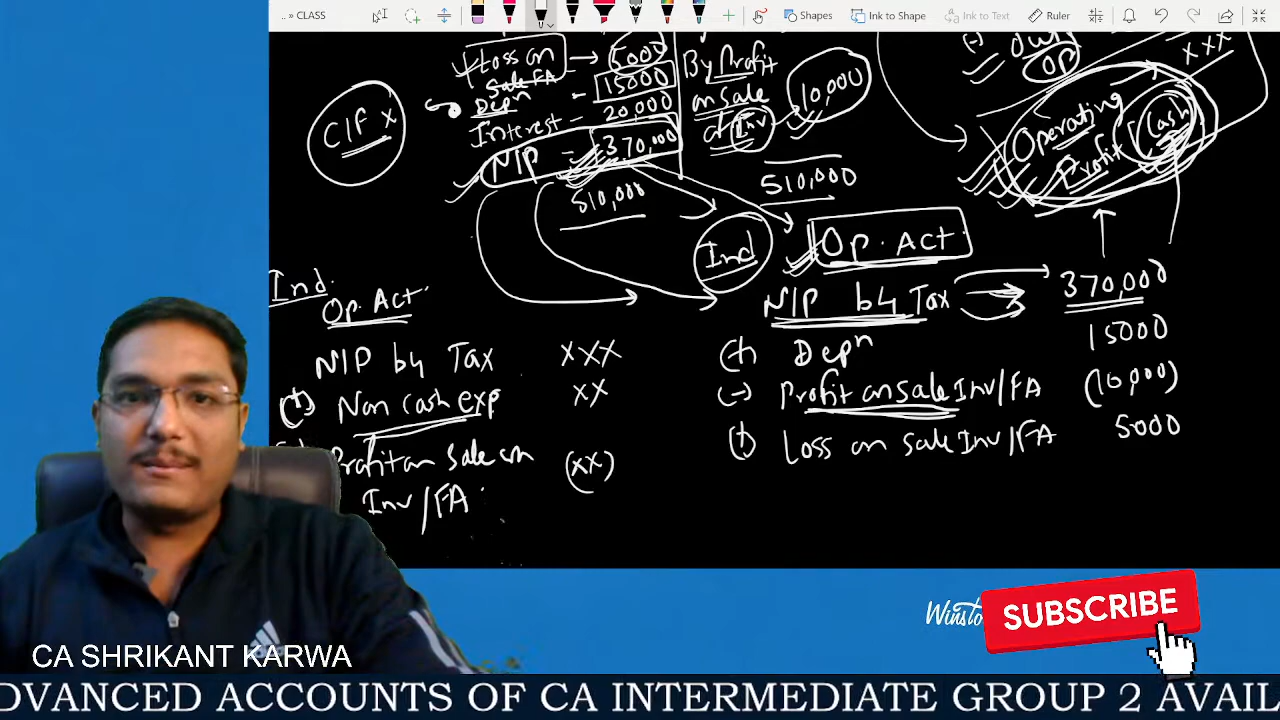 .. » CLASS
Shapes
Ink to Shape
Ink to Text
Ruler
Loss on → 5000
Sale FA
Depn - 15000
Interest - 20,000
N/P - 370,000
510,000
By Profit
on Sale
of Inv
10,000
510,000
CIF x
(-)
OP
xxx
Operating
Profit
Cash
Ind
Op. Act.
N/P b4 Tax 370,000
(+) Depn 15000
(-) Profit on sale Inv/FA (10,000)
(+) Loss on sale Inv/FA 5000
Ind.
Op. Act.
N/P b4 Tax xxx
(+) Non cash exp xx
Profit on sale on (xx)
Inv/FA
SUBSCRIBE
CA SHRIKANT KARWA
DVANCED ACCOUNTS OF CA INTERMEDIATE GROUP 2 AVAIL